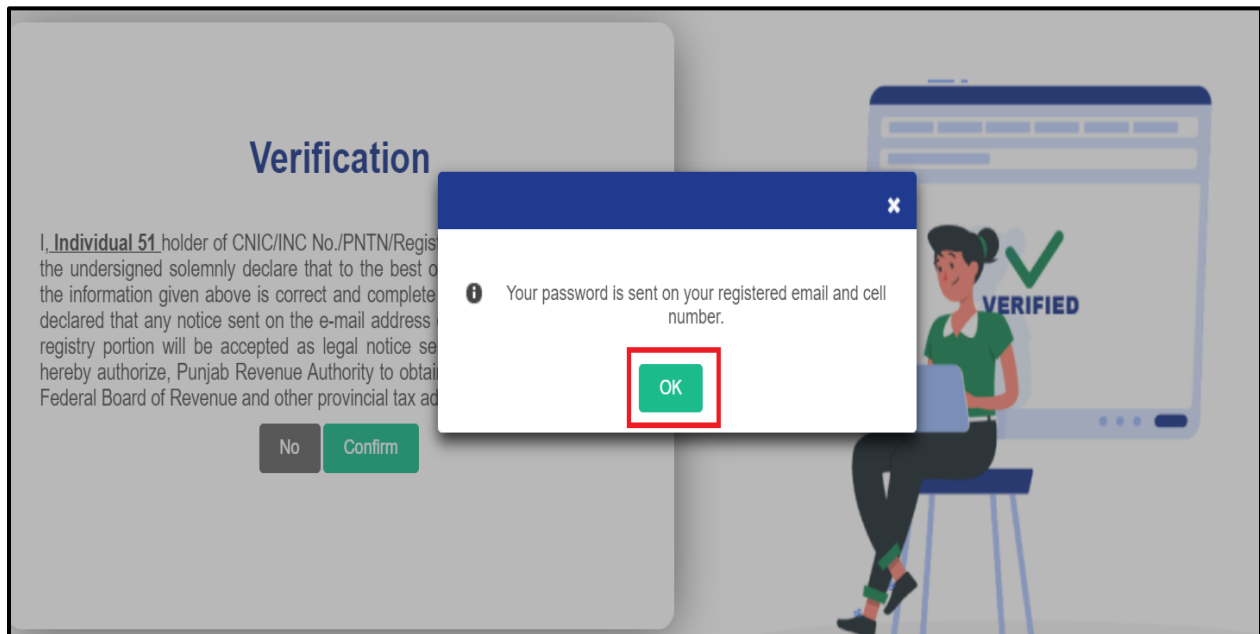 Verification
I, Individual 51 holder of CNIC/INC No./PNTN/Regist
the undersigned solemnly declare that to the best o
the information given above is correct and complete
declared that any notice sent on the e-mail address
registry portion will be accepted as legal notice se
hereby authorize, Punjab Revenue Authority to obtain
Federal Board of Revenue and other provincial tax ad
No Confirm
Your password is sent on your registered email and cell
number.
OK
VERIFIED